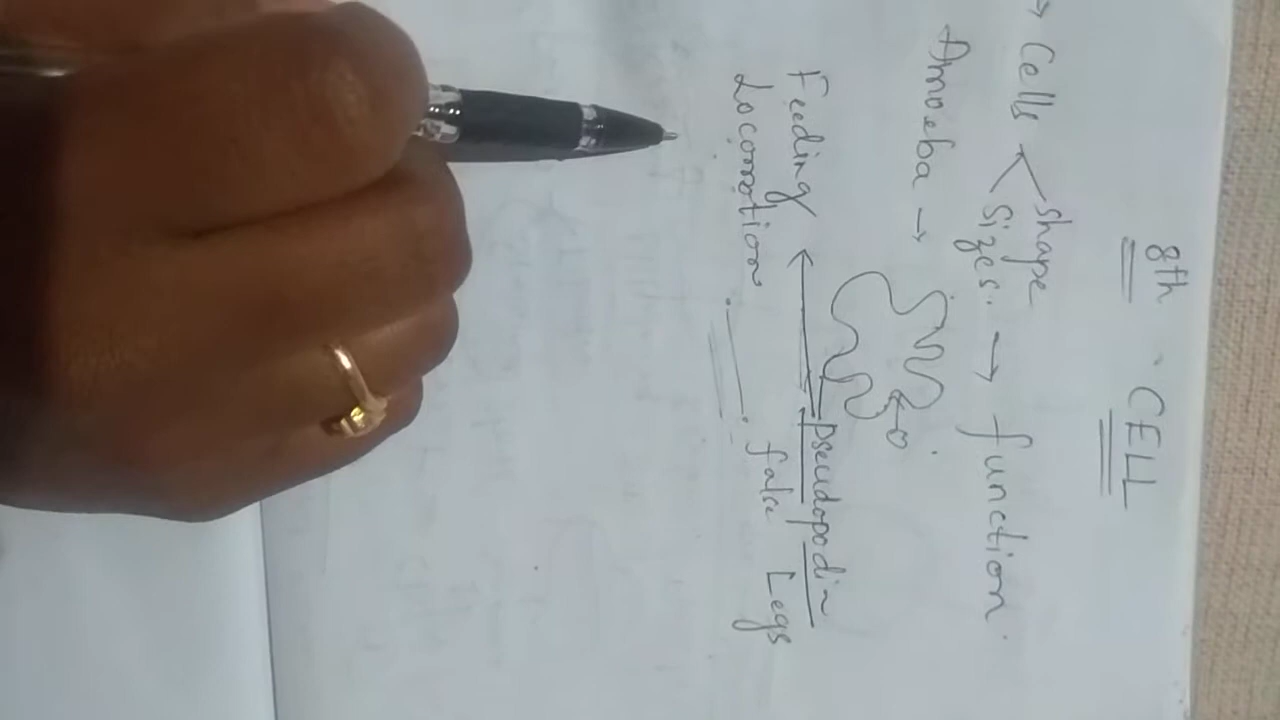 8th CELL
→ Cells < shape
sizes. → function.
Amoeba →
Pseudopodia
Feeding
Locomotion
false Legs